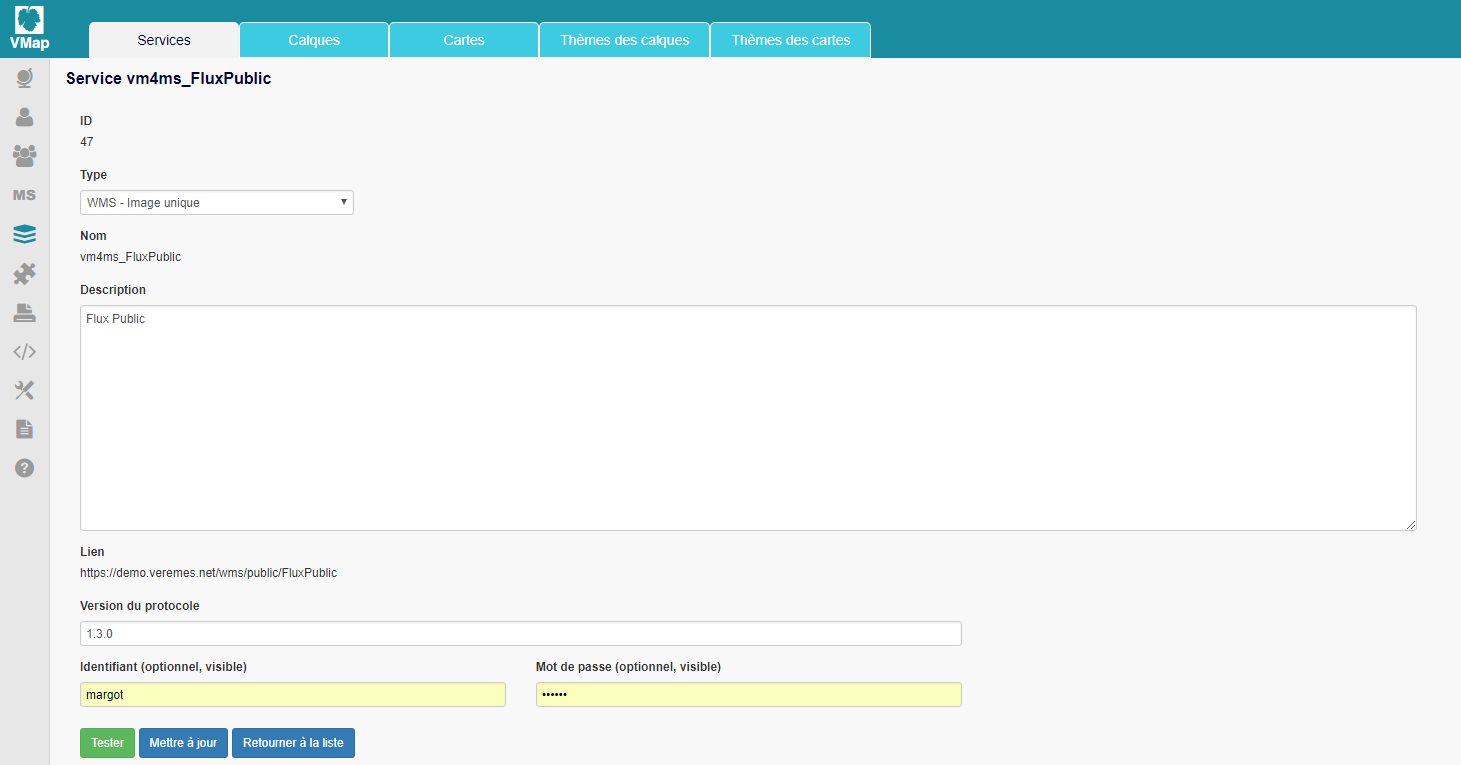 VMap
Services
Calques
Cartes
Thèmes des calques
Thèmes des cartes
Service vm4ms_FluxPublic
ID
47
Type
WMS - Image unique
MS
Nom
vm4ms_FluxPublic
Description
Flux Public
Lien
https://demo.veremes.net/wms/public/FluxPublic
Version du protocole
1.3.0
Identifiant (optionnel, visible)
Mot de passe (optionnel, visible)
margot
••••••
Tester
Mettre à jour
Retourner à la liste